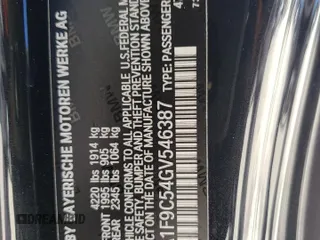 BY BAYERISCHE MOTOREN WERKE AG
4220 lbs 1914 kg
FRONT 1995 lbs 905 kg
REAR 2345 lbs 1064 kg
VEHICLE CONFORMS TO ALL APPLICABLE U.S.FEDERAL
SAFETY, BUMPER AND THEFT PREVENTION
EFFECT ON THE DATE OF MANUFACTURE SHOWN ABOVE
1F9C54GV546387 TYPE: PASSENGER